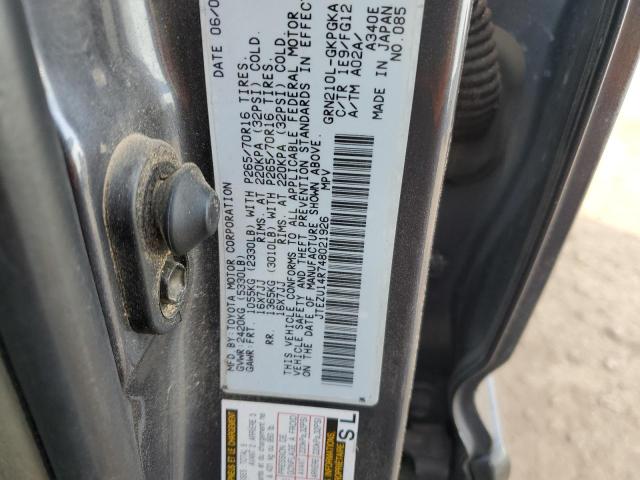 MFD.BY:TOYOTA MOTOR CORPORATION
DATE 06/0
GVWR:2420KG (5330LB)
GAWR:FRT. 1055KG (2330LB) WITH P265/70R16 TIRES.
16X7JJ RIMS. AT 220KPA (32PSI) COLD.
RR. 1365KG (3010LB) WITH P265/70R16 TIRES.
16X7JJ RIMS. AT 220KPA (32PSI) COLD.
THIS VEHICLE CONFORMS TO ALL APPLICABLE FEDERAL MOTOR
VEHICLE SAFETY AND THEFT PREVENTION STANDARDS IN EFFECT
ON THE DATE OF MANUFACTURE SHOWN ABOVE.
JTEZU14R748021926 MPV
GRN210L-GKPGKA
C/TR 1E9/FG12
A/TM A02A/ A340E
MADE IN JAPAN
NO.085
S L